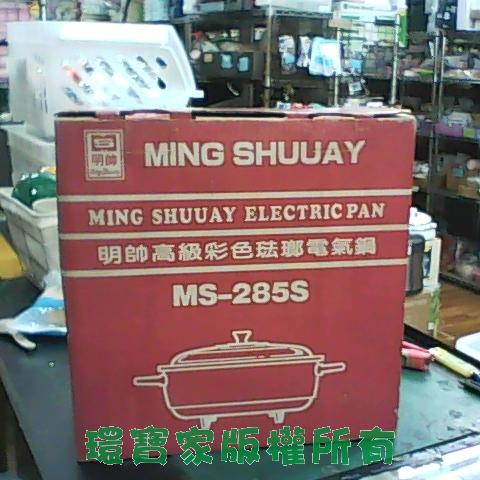 明帥
MING SHUUAY
MING SHUUAY ELECTRIC PAN
明帥高級彩色琺瑯電氣鍋
MS-285S
環寶家版權所有